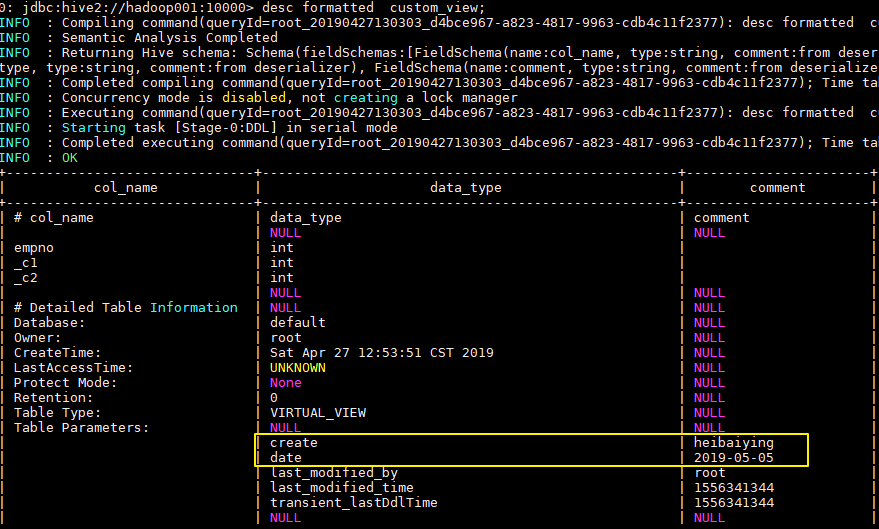 0: jdbc:hive2://hadoop001:10000> desc formatted  custom_view;
INFO  : Compiling command(queryId=root_20190427130303_d4bce967-a823-4817-9963-cdb4c11f2377): desc formatted  cu
INFO  : Semantic Analysis Completed
INFO  : Returning Hive schema: Schema(fieldSchemas:[FieldSchema(name:col_name, type:string, comment:from deser
type, type:string, comment:from deserializer), FieldSchema(name:comment, type:string, comment:from deserialize
INFO  : Completed compiling command(queryId=root_20190427130303_d4bce967-a823-4817-9963-cdb4c11f2377); Time ta
INFO  : Concurrency mode is disabled, not creating a lock manager
INFO  : Executing command(queryId=root_20190427130303_d4bce967-a823-4817-9963-cdb4c11f2377): desc formatted  cu
INFO  : Starting task [Stage-0:DDL] in serial mode
INFO  : Completed executing command(queryId=root_20190427130303_d4bce967-a823-4817-9963-cdb4c11f2377); Time tab
INFO  : OK
| col_name | data_type | comment |
| # col_name | data_type | comment |
| | NULL | NULL |
| empno | int | |
| _c1 | int | |
| _c2 | int | |
| | NULL | NULL |
| # Detailed Table Information | NULL | NULL |
| Database: | default | NULL |
| Owner: | root | NULL |
| CreateTime: | Sat Apr 27 12:53:51 CST 2019 | NULL |
| LastAccessTime: | UNKNOWN | NULL |
| Protect Mode: | None | NULL |
| Retention: | 0 | NULL |
| Table Type: | VIRTUAL_VIEW | NULL |
| Table Parameters: | NULL | NULL |
| | create | heibaiying |
| | date | 2019-05-05 |
| | last_modified_by | root |
| | last_modified_time | 1556341344 |
| | transient_lastDdlTime | 1556341344 |
| | NULL | NULL |